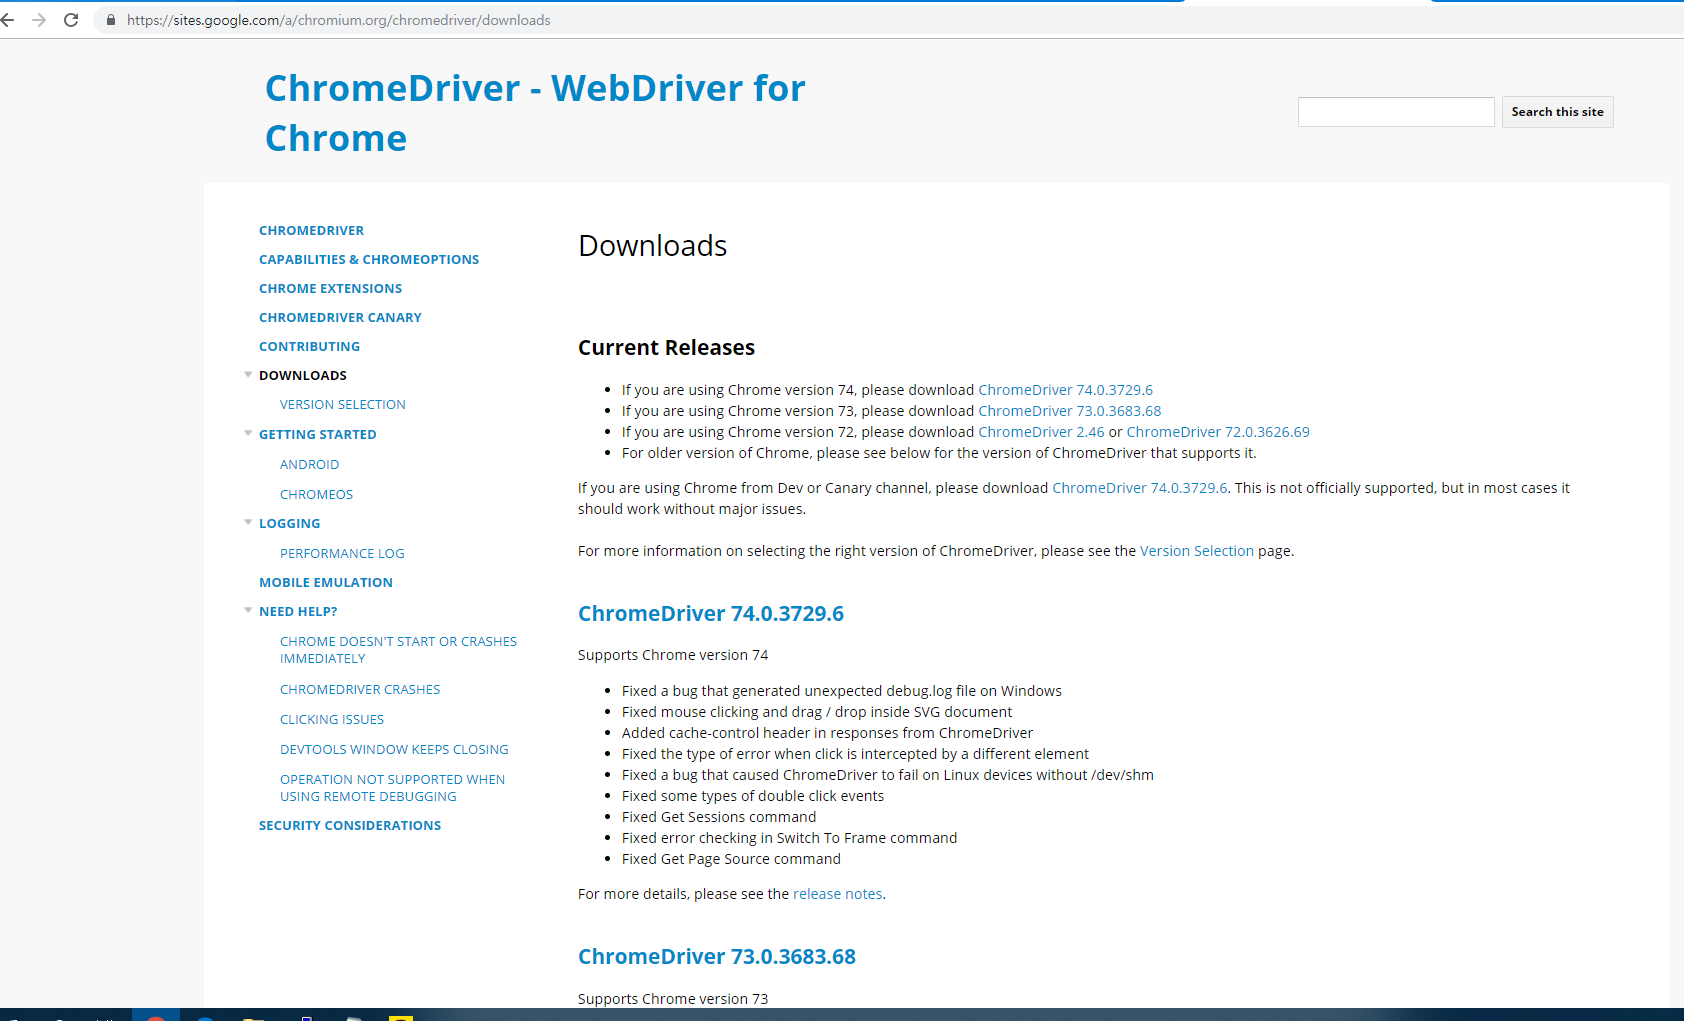 https://sites.google.com/a/chromium.org/chromedriver/downloads
ChromeDriver - WebDriver for
Chrome
Search this site
CHROMEDRIVER
CAPABILITIES & CHROMEOPTIONS
CHROME EXTENSIONS
CHROMEDRIVER CANARY
CONTRIBUTING
DOWNLOADS
VERSION SELECTION
GETTING STARTED
ANDROID
CHROMEOS
LOGGING
PERFORMANCE LOG
MOBILE EMULATION
NEED HELP?
CHROME DOESN'T START OR CRASHES
IMMEDIATELY
CHROMEDRIVER CRASHES
CLICKING ISSUES
DEVTOOLS WINDOW KEEPS CLOSING
OPERATION NOT SUPPORTED WHEN
USING REMOTE DEBUGGING
SECURITY CONSIDERATIONS
Downloads
Current Releases
If you are using Chrome version 74, please download ChromeDriver 74.0.3729.6
If you are using Chrome version 73, please download ChromeDriver 73.0.3683.68
If you are using Chrome version 72, please download ChromeDriver 2.46 or ChromeDriver 72.0.3626.69
For older version of Chrome, please see below for the version of ChromeDriver that supports it.
If you are using Chrome from Dev or Canary channel, please download ChromeDriver 74.0.3729.6. This is not officially supported, but in most cases it
should work without major issues.
For more information on selecting the right version of ChromeDriver, please see the Version Selection page.
ChromeDriver 74.0.3729.6
Supports Chrome version 74
Fixed a bug that generated unexpected debug.log file on Windows
Fixed mouse clicking and drag / drop inside SVG document
Added cache-control header in responses from ChromeDriver
Fixed the type of error when click is intercepted by a different element
Fixed a bug that caused ChromeDriver to fail on Linux devices without /dev/shm
Fixed some types of double click events
Fixed Get Sessions command
Fixed error checking in Switch To Frame command
Fixed Get Page Source command
For more details, please see the release notes.
ChromeDriver 73.0.3683.68
Supports Chrome version 73